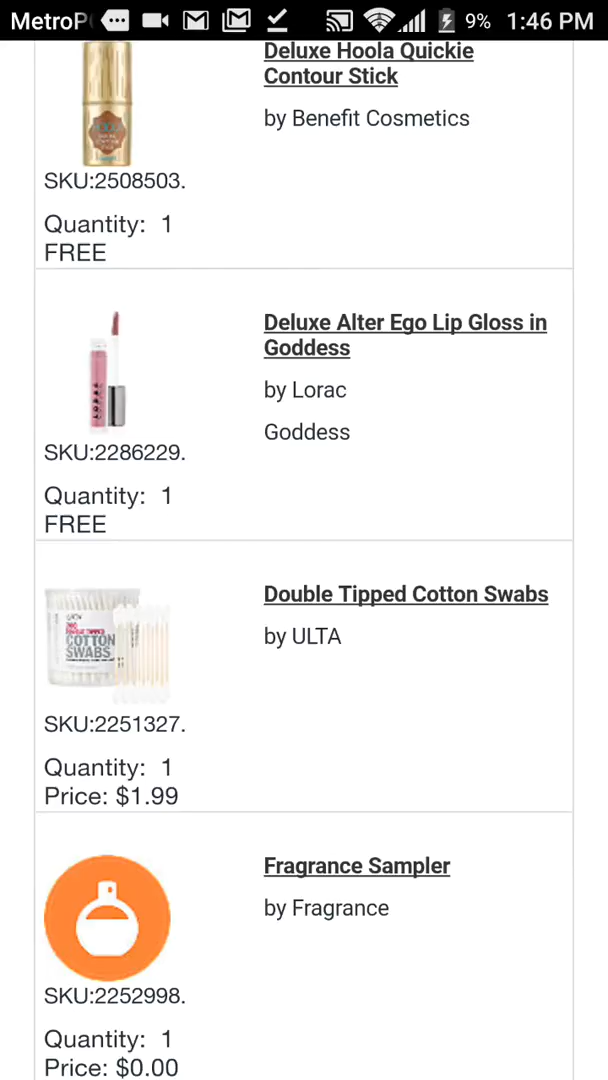 MetroP
9% 1:46 PM
Deluxe Hoola Quickie
Contour Stick
by Benefit Cosmetics
SKU:2508503.
Quantity: 1
FREE
Deluxe Alter Ego Lip Gloss in
Goddess
by Lorac
Goddess
LORAC
SKU:2286229.
Quantity: 1
FREE
Double Tipped Cotton Swabs
by ULTA
COTTON
SWABS
SKU:2251327.
Quantity: 1
Price: $1.99
Fragrance Sampler
by Fragrance
SKU:2252998.
Quantity: 1
Price: $0.00